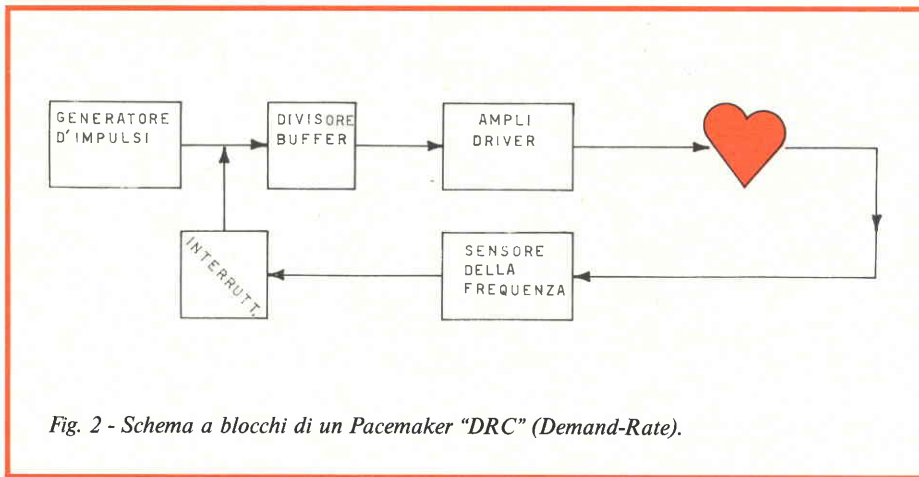 GENERATORE
D'IMPULSI
DIVISORE
BUFFER
AMPLI
DRIVER
INTERRUTT.
SENSORE
DELLA
FREQUENZA
Fig. 2 - Schema a blocchi di un Pacemaker “DRC” (Demand-Rate).